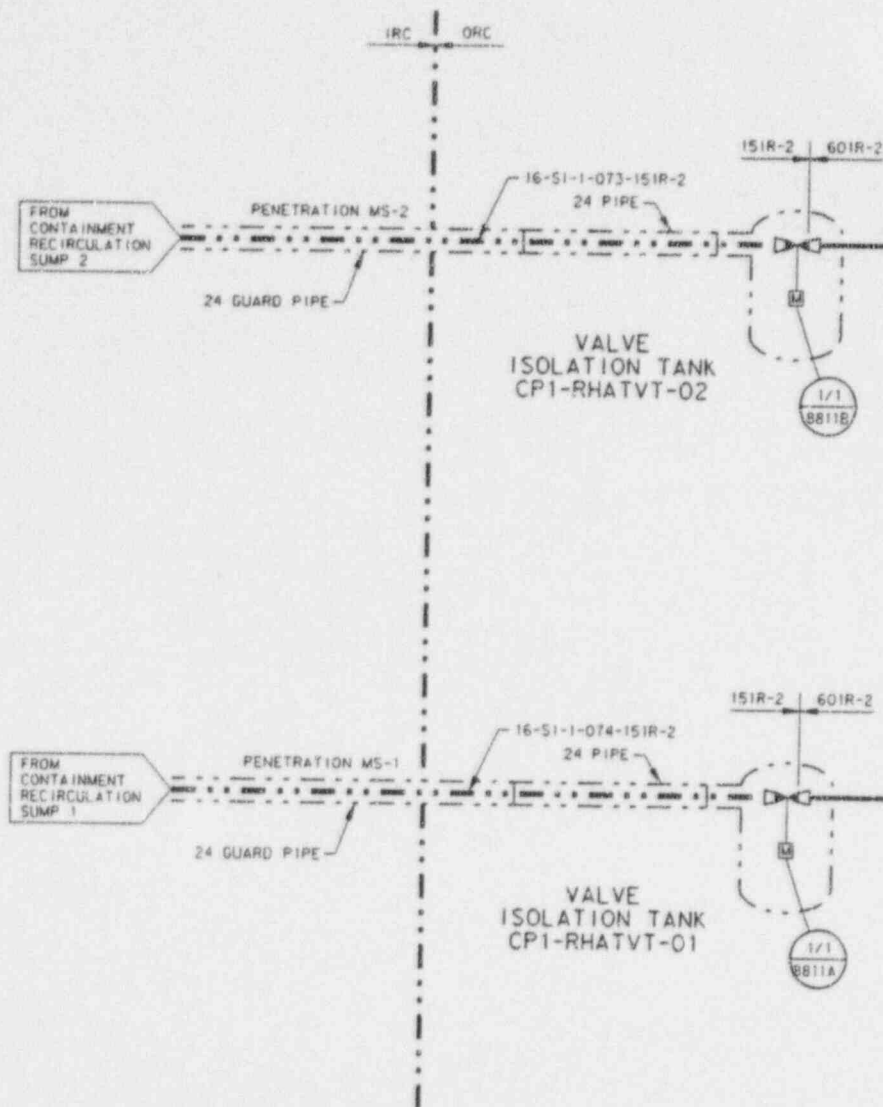 IRC ORC
151R-2 601R-2
16-SI-1-073-151R-2
24 PIPE
FROM
CONTAINMENT
RECIRCULATION
SUMP 2
PENETRATION MS-2
24 GUARD PIPE
M
VALVE
ISOLATION TANK
CP1-RHATVT-02
1/1
8811B
151R-2 601R-2
16-SI-1-074-151R-2
24 PIPE
FROM
CONTAINMENT
RECIRCULATION
SUMP 1
PENETRATION MS-1
24 GUARD PIPE
M
VALVE
ISOLATION TANK
CP1-RHATVT-01
1/1
8811A